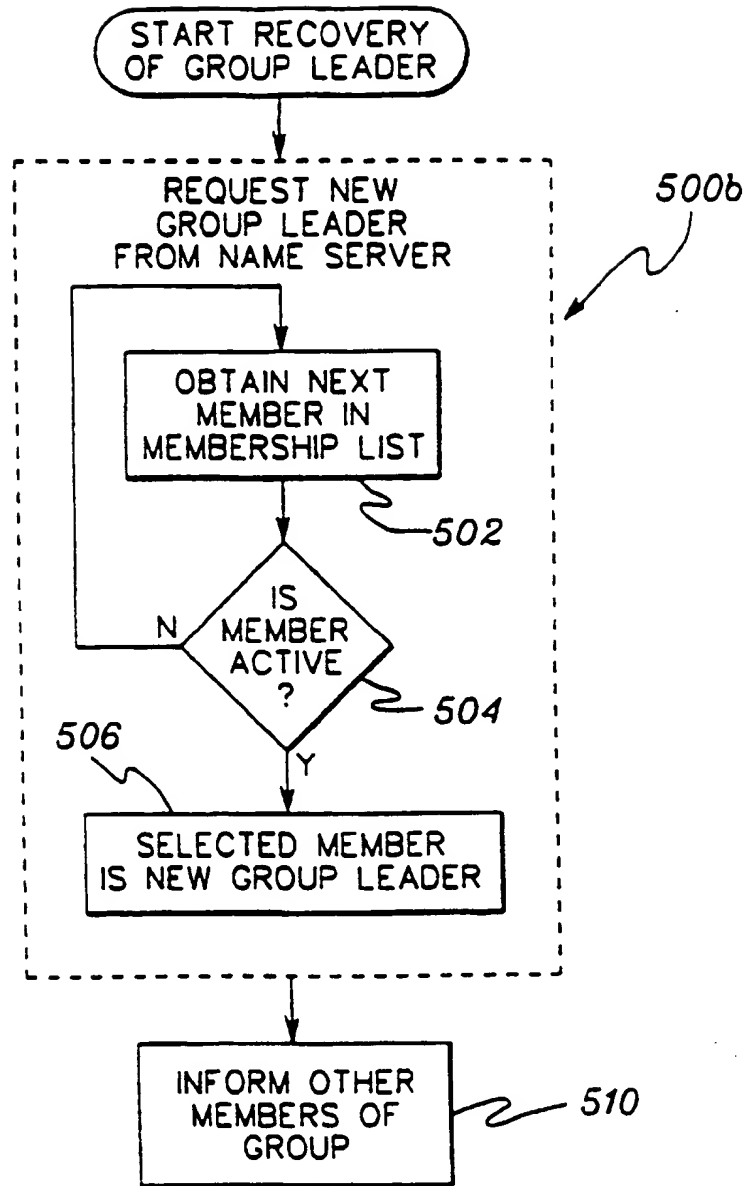 START RECOVERY
OF GROUP LEADER
REQUEST NEW
GROUP LEADER
FROM NAME SERVER
500b
OBTAIN NEXT
MEMBER IN
MEMBERSHIP LIST
502
IS
MEMBER
ACTIVE
?
N
504
Y
506
SELECTED MEMBER
IS NEW GROUP LEADER
INFORM OTHER
MEMBERS OF
GROUP
510